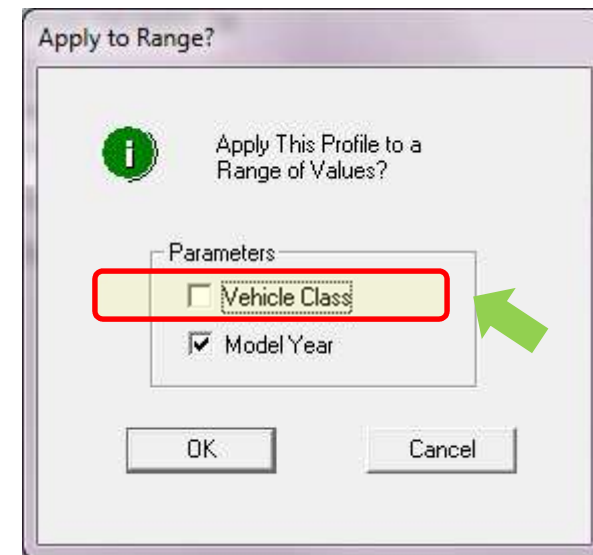 Apply to Range?
Apply This Profile to a
Range of Values?
Parameters
Vehicle Class
Model Year
OK
Cancel